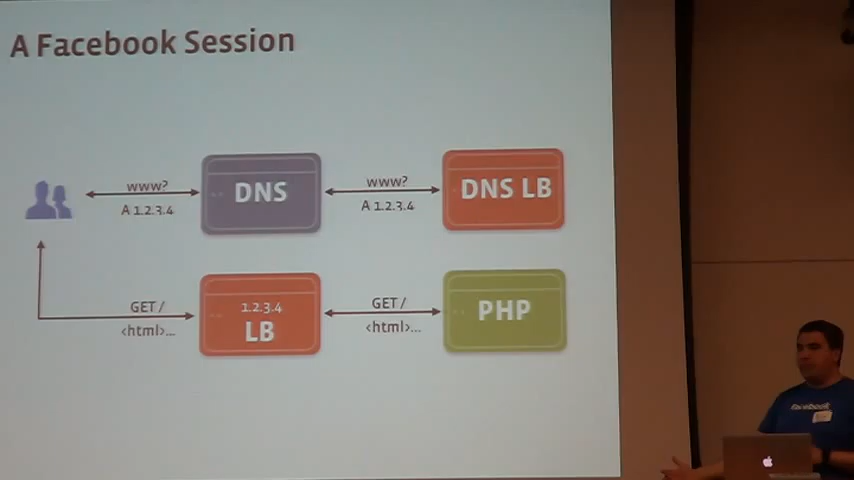 A Facebook Session
www?
A 1.2.3.4
DNS
www?
A 1.2.3.4
DNS LB
GET /
<html>...
1.2.3.4
LB
GET /
<html>...
PHP
facebook